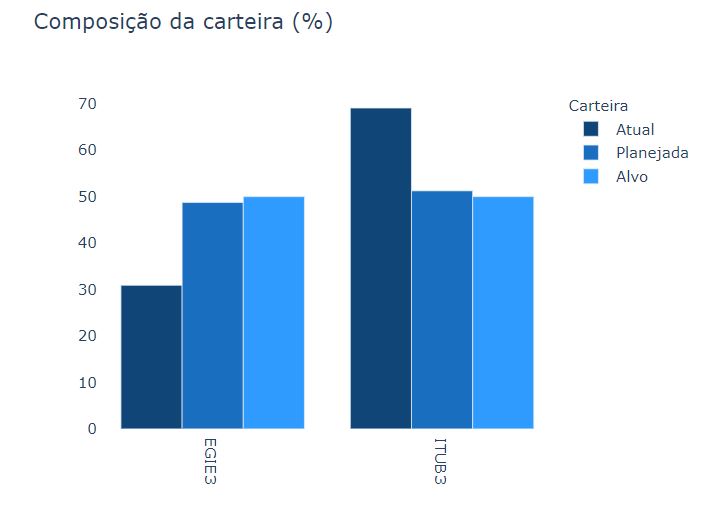 Composição da carteira (%)
70
60
50
40
30
20
10
0
EGIE3
ITUB3
Carteira
Atual
Planejada
Alvo